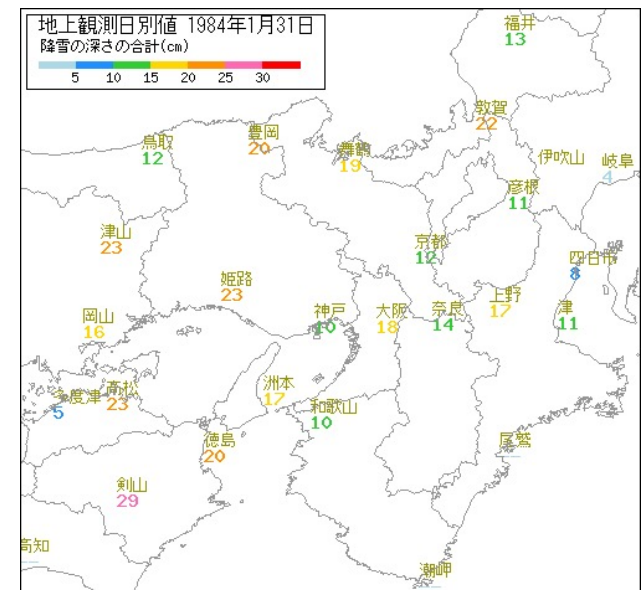 地上観測日別値 1984年1月31日
降雪の深さの合計(cm)
5 10 15 20 25 30
福井
13
敦賀
22
豊岡
20
鳥取
12
舞鶴
19
伊吹山
岐阜
4
彦根
11
津山
23
京都
12
四日市
8
姫路
23
岡山
16
神戸
10
大阪
18
奈良
14
上野
17
津
11
多度津
5
高松
23
洲本
17
和歌山
10
徳島
20
尾鷲
剣山
29
高知
潮岬